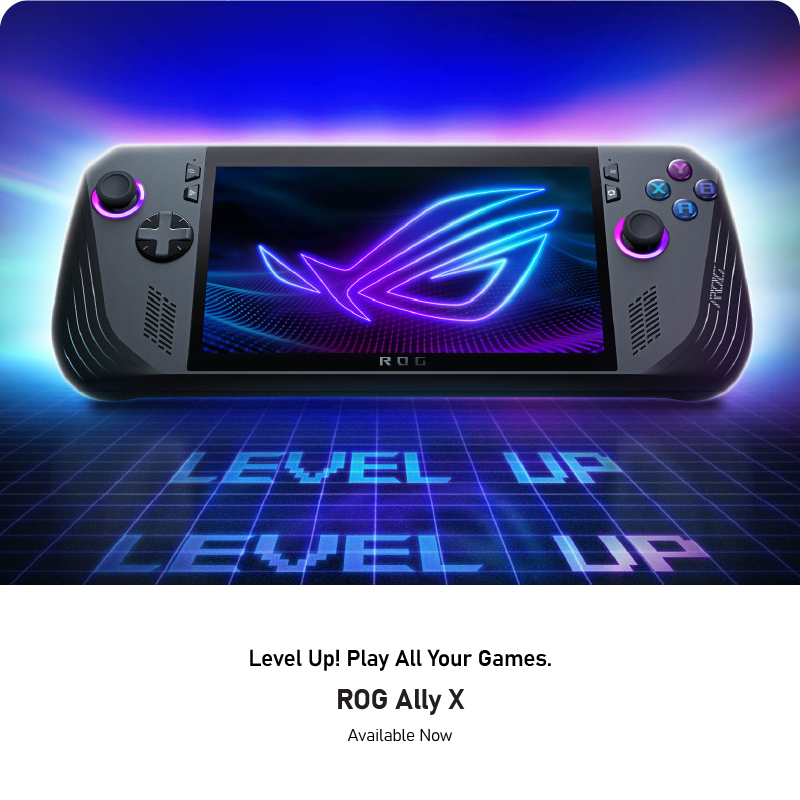 Y
X
B
A
ROG
LEVEL UP
LEVEL UP
Level Up! Play All Your Games.
ROG Ally X
Available Now